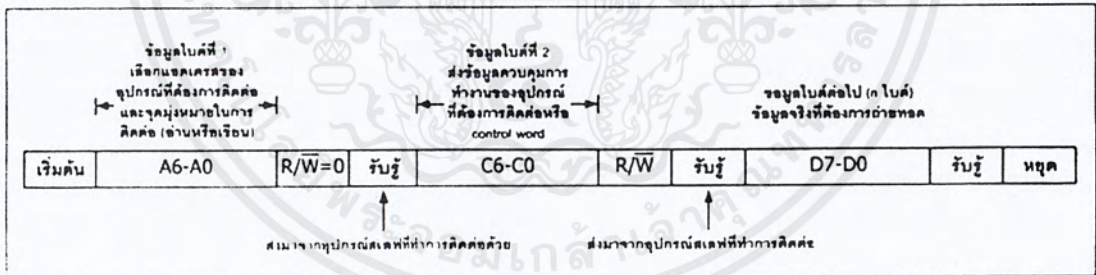 ข้อมูลไบต์ที่ 1
เลือกแอดเดรสของ
อุปกรณ์ที่ต้องการติดต่อ
และจุดมุ่งหมายในการ
ติดต่อ (อ่านหรือเขียน)
ข้อมูลไบต์ที่ 2
ส่งข้อมูลควบคุมการ
ทำงานของอุปกรณ์
ที่ต้องการติดต่อหรือ
control word
ข้อมูลไบต์ต่อไป (n ไบต์)
ข้อมูลจริงที่ต้องการถ่ายทอด
เริ่มต้น A6-A0 R/W̅=0 รับรู้ C6-C0 R/W̅ รับรู้ D7-D0 รับรู้ หยุด
ส่งมาจากอุปกรณ์สเลฟที่ทำการติดต่อด้วย
ส่งมาจากอุปกรณ์สเลฟที่ทำการติดต่อ